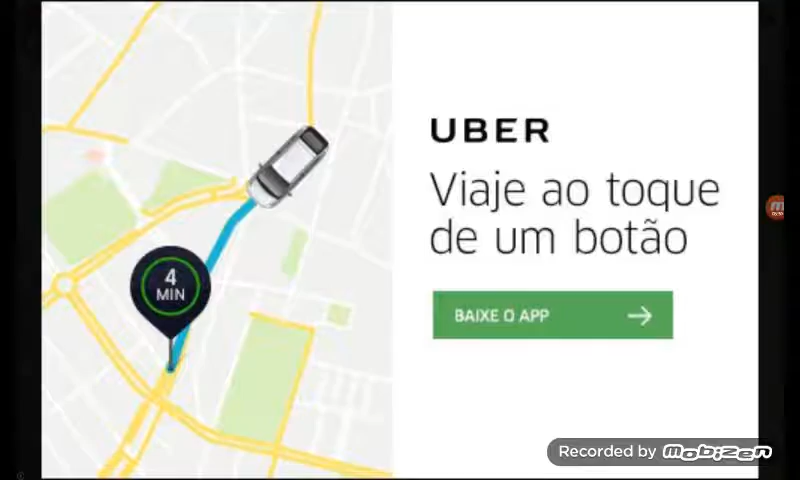 4
MIN
UBER
Viaje ao toque
de um botão
BAIXE O APP
Recorded by mobizen